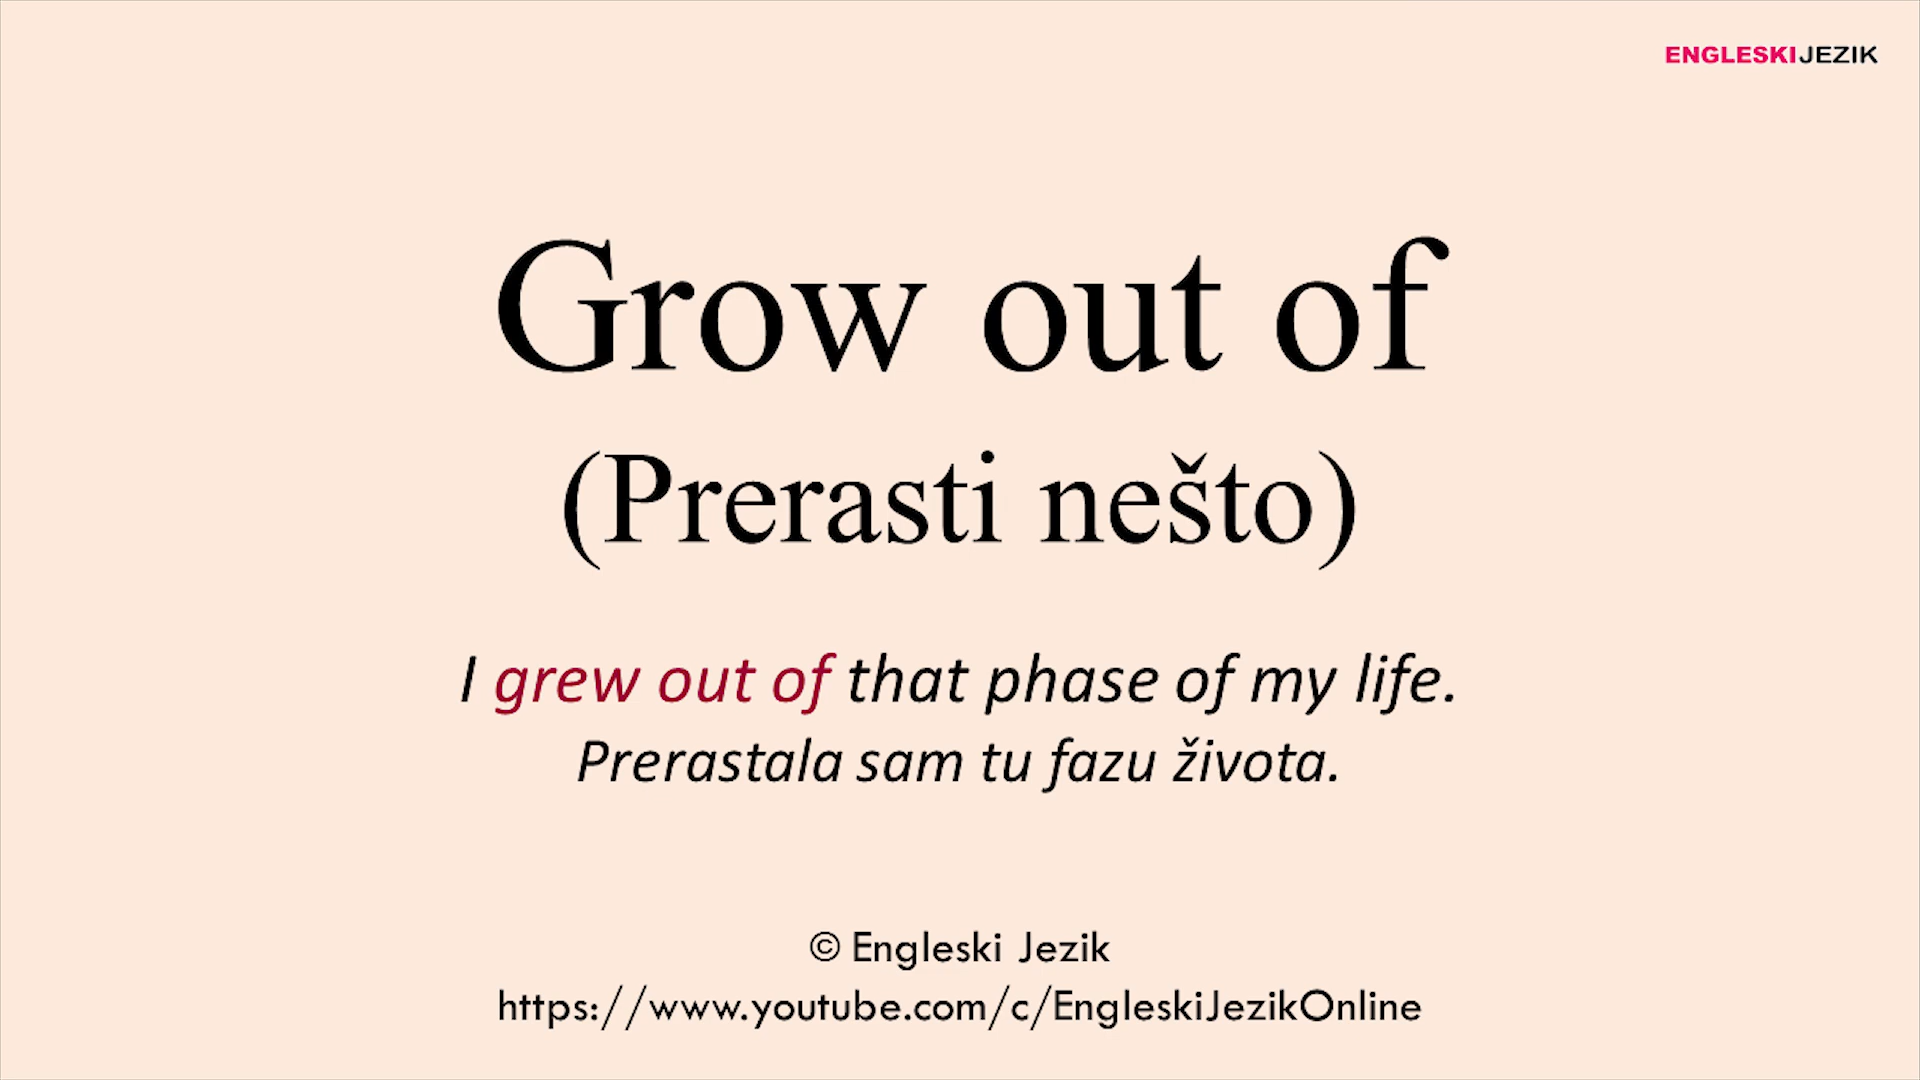 ENGLESKIJEZIK
Grow out of
(Prerasti nešto)
I grew out of that phase of my life.
Prerastala sam tu fazu života.
© Engleski Jezik
https://www.youtube.com/c/EngleskiJezikOnline